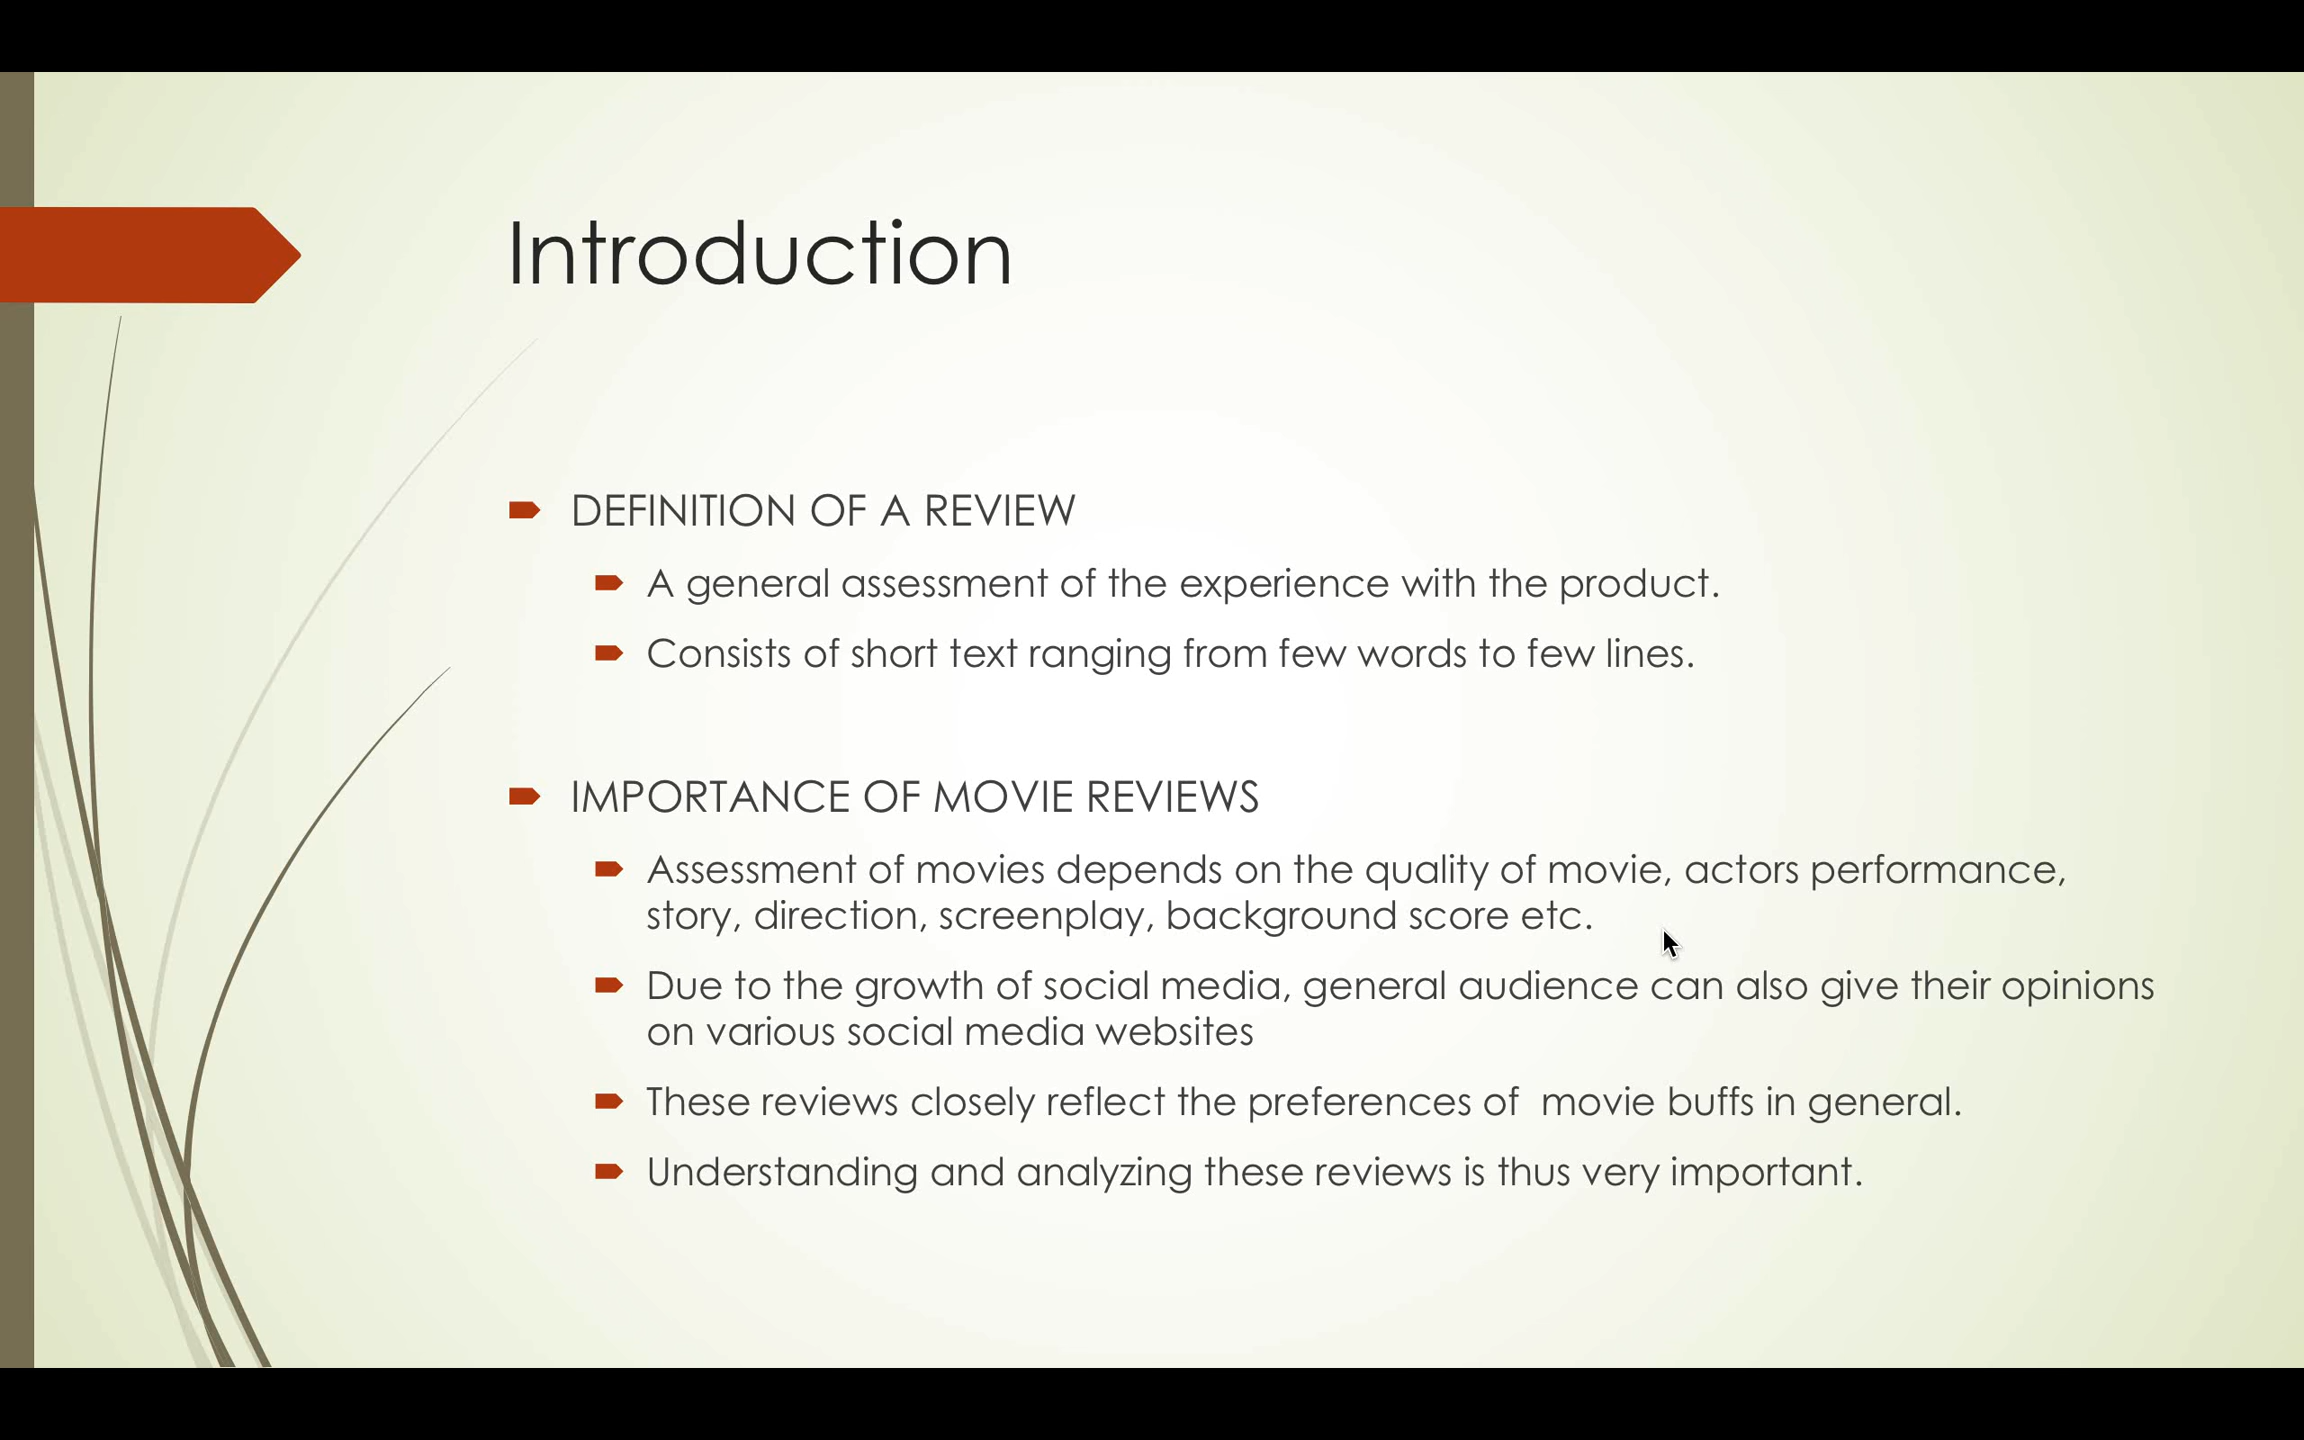 Introduction
DEFINITION OF A REVIEW
A general assessment of the experience with the product.
Consists of short text ranging from few words to few lines.
IMPORTANCE OF MOVIE REVIEWS
Assessment of movies depends on the quality of movie, actors performance,
story, direction, screenplay, background score etc.
Due to the growth of social media, general audience can also give their opinions
on various social media websites
These reviews closely reflect the preferences of  movie buffs in general.
Understanding and analyzing these reviews is thus very important.